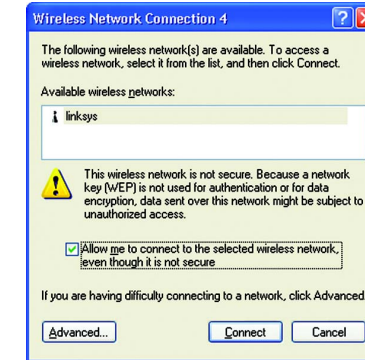 Wireless Network Connection 4
The following wireless network(s) are available. To access a
wireless network, select it from the list, and then click Connect.
Available wireless networks:
linksys
This wireless network is not secure. Because a network
key (WEP) is not used for authentication or for data
encryption, data sent over this network might be subject to
unauthorized access.
Allow me to connect to the selected wireless network,
even though it is not secure
If you are having difficulty connecting to a network, click Advanced
Advanced... Connect Cancel